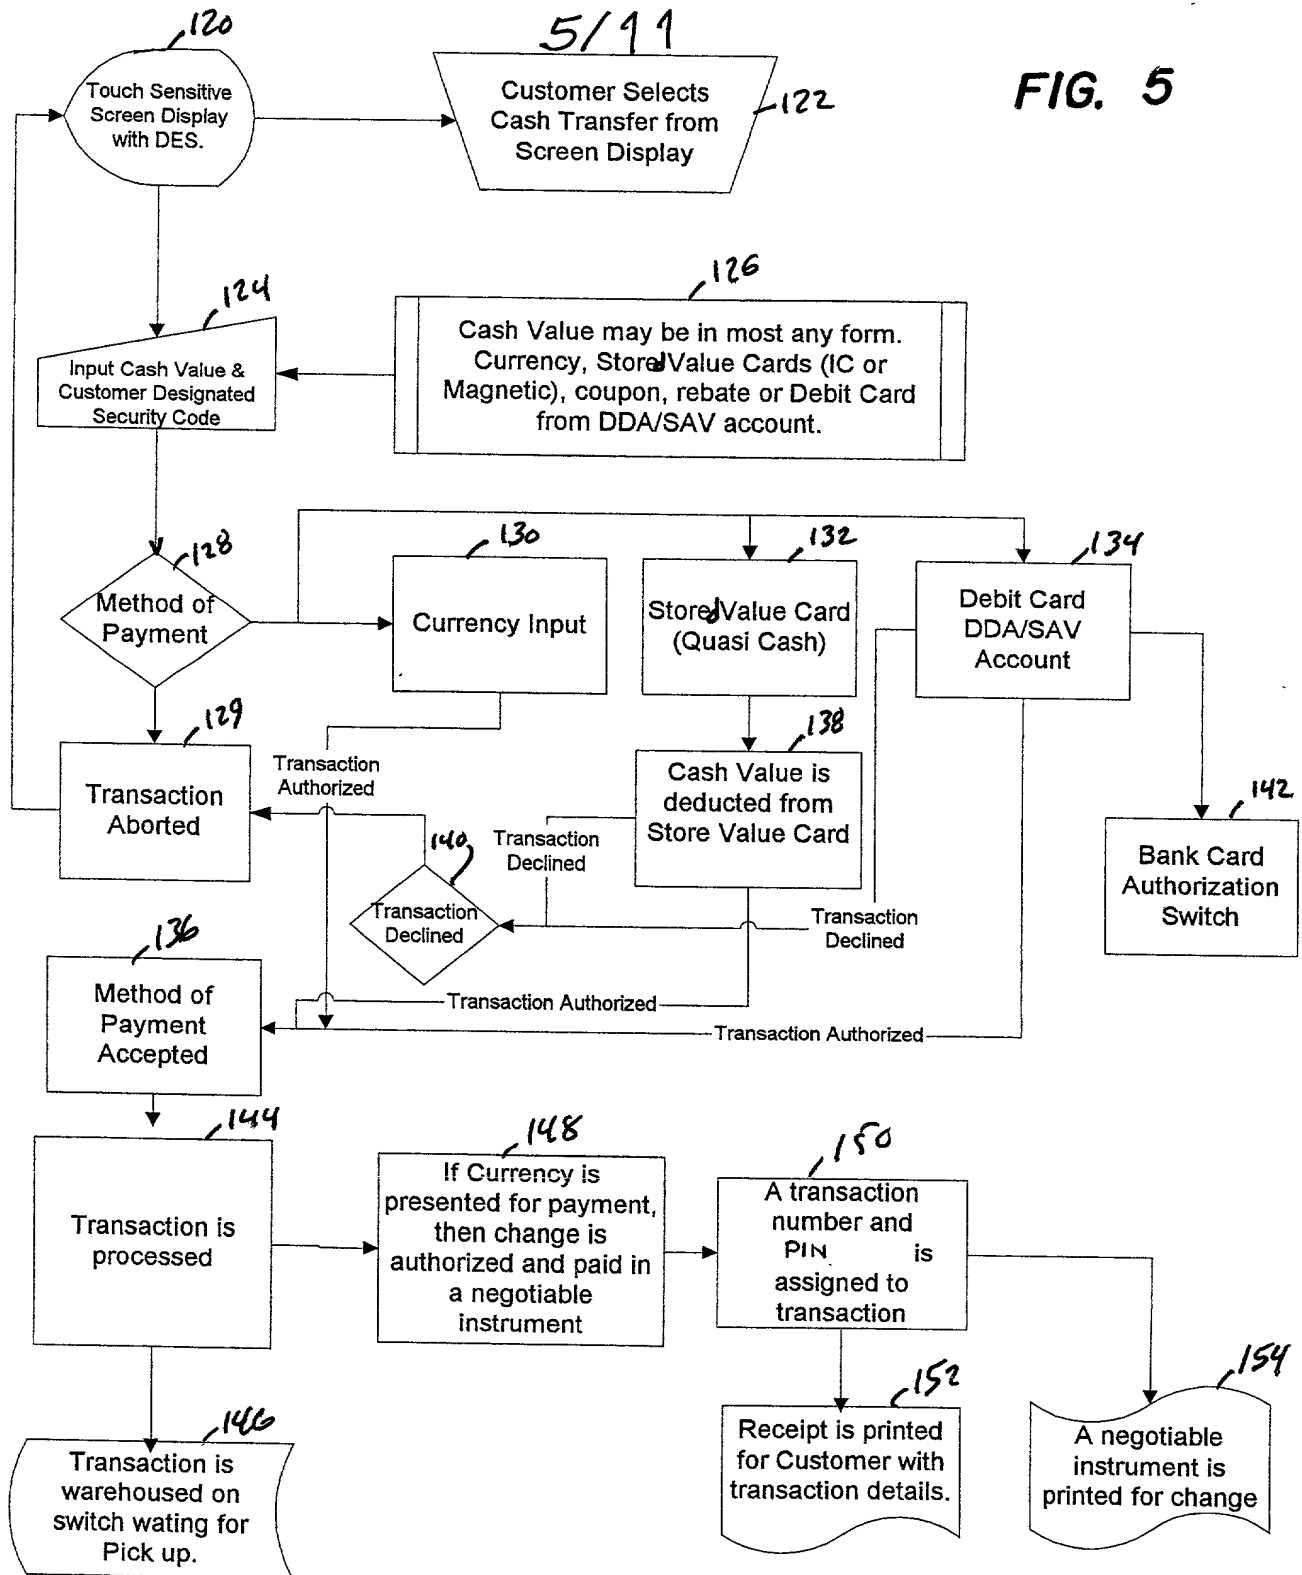 120
5/11
FIG. 5
Touch Sensitive
Screen Display
with DES.
Customer Selects
Cash Transfer from
Screen Display
122
124
126
Input Cash Value &
Customer Designated
Security Code
Cash Value may be in most any form.
Currency, Stored Value Cards (IC or
Magnetic), coupon, rebate or Debit Card
from DDA/SAV account.
128
130
132
134
Method of
Payment
Currency Input
Stored Value Card
(Quasi Cash)
Debit Card
DDA/SAV
Account
129
138
142
Transaction
Aborted
Transaction
Authorized
Cash Value is
deducted from
Store Value Card
140
Transaction
Declined
Transaction
Declined
Transaction
Declined
Bank Card
Authorization
Switch
136
Method of
Payment
Accepted
Transaction Authorized
Transaction Authorized
144
148
150
Transaction is
processed
If Currency is
presented for payment,
then change is
authorized and paid in
a negotiable
instrument
A transaction
number and
PIN is
assigned to
transaction
146
152
154
Transaction is
warehoused on
switch wating for
Pick up.
Receipt is printed
for Customer with
transaction details.
A negotiable
instrument is
printed for change